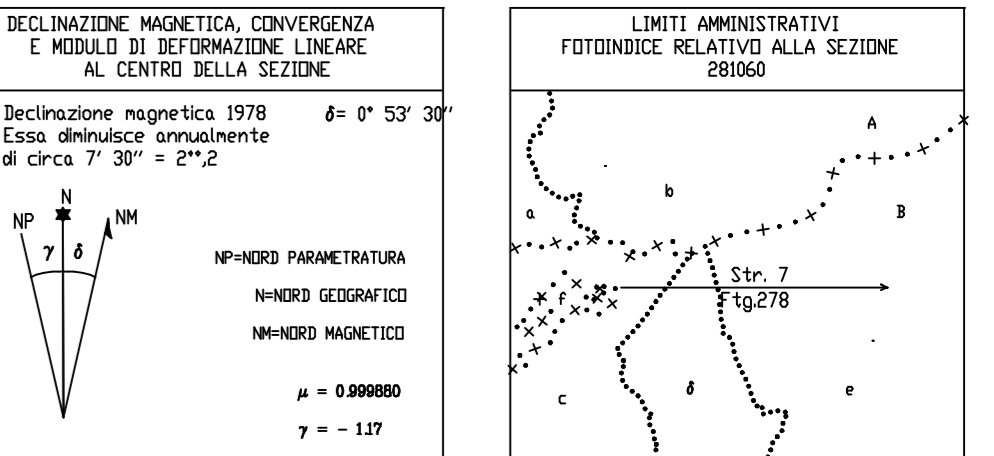 DECLINAZIONE MAGNETICA, CONVERGENZA
E MODULO DI DEFORMAZIONE LINEARE
AL CENTRO DELLA SEZIONE
Declinazione magnetica 1978 δ= 0° 53' 30''
Essa diminuisce annualmente
di circa 7' 30'' = 2**,2
N
NP NM
γ δ
NP=NORD PARAMETRATURA
N=NORD GEOGRAFICO
NM=NORD MAGNETICO
μ = 0.999880
γ = - 1.17
LIMITI AMMINISTRATIVI
FOTOINDICE RELATIVO ALLA SEZIONE
281060
A
b
a B
Str. 7
f Ftg.278
c δ e